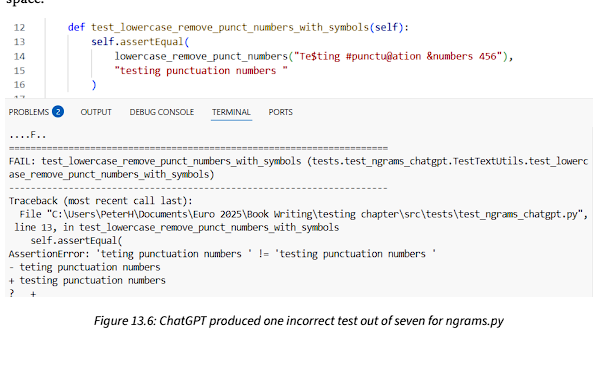 space.
12 def test_lowercase_remove_punct_numbers_with_symbols(self):
13 self.assertEqual(
14 lowercase_remove_punct_numbers("Te$ting #punctu@ation &numbers 456"),
15 "testing punctuation numbers "
16 )
PROBLEMS 2 OUTPUT DEBUG CONSOLE TERMINAL PORTS
....F..
======================================================================
FAIL: test_lowercase_remove_punct_numbers_with_symbols (tests.test_ngrams_chatgpt.TestTextUtils.test_lowerc
ase_remove_punct_numbers_with_symbols)
----------------------------------------------------------------------
Traceback (most recent call last):
File "C:\Users\PeterH\Documents\Euro 2025\Book Writing\testing chapter\src\tests\test_ngrams_chatgpt.py",
line 13, in test_lowercase_remove_punct_numbers_with_symbols
self.assertEqual(
AssertionError: 'teting punctuation numbers ' != 'testing punctuation numbers '
- teting punctuation numbers
+ testing punctuation numbers
? +
Figure 13.6: ChatGPT produced one incorrect test out of seven for ngrams.py